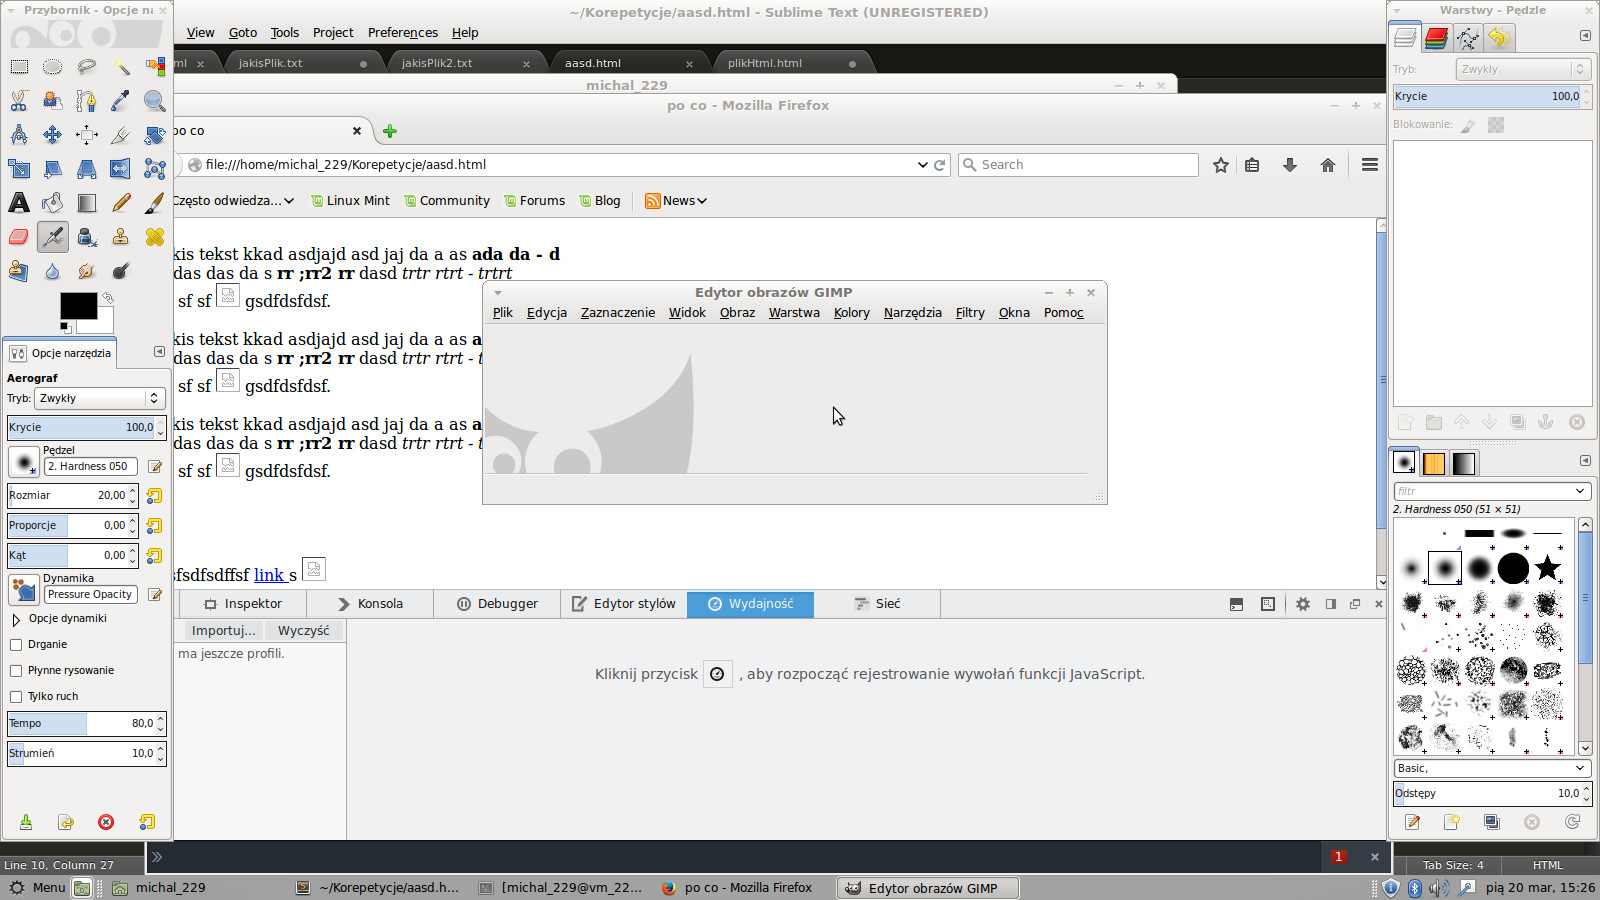 Przybornik - Opcje na
~/Korepetycje/aasd.html - Sublime Text (UNREGISTERED)
Warstwy - Pędzle
View Goto Tools Project Preferences Help
ml jakisPlik.txt jakisPlik2.txt aasd.html plikHtml.html
michal_229
po co - Mozilla Firefox
po co
file:///home/michal_229/Korepetycje/aasd.html
Search
Często odwiedza... Linux Mint Community Forums Blog News
kis tekst kkad asdjajd asd jaj da a as ada da - d
das das da s rr ;rr2 rr dasd trtr rtrt - trtrt
sf sf gsdfdsfdsf.
kis tekst kkad asdjajd asd jaj da a as a
das das da s rr ;rr2 rr dasd trtr rtrt - t
sf sf gsdfdsfdsf.
kis tekst kkad asdjajd asd jaj da a as a
das das da s rr ;rr2 rr dasd trtr rtrt - t
sf sf gsdfdsfdsf.
sfsdfsdffsf link s
Edytor obrazów GIMP
Plik Edycja Zaznaczenie Widok Obraz Warstwa Kolory Narzędzia Filtry Okna Pomoc
Inspektor Konsola Debugger Edytor stylów Wydajność Sieć
Importuj... Wyczyść
ma jeszcze profili.
Kliknij przycisk , aby rozpocząć rejestrowanie wywołań funkcji JavaScript.
Opcje narzędzia
Aerograf
Tryb: Zwykły
Krycie 100,0
Pędzel
2. Hardness 050
Rozmiar 20,00
Proporcje 0,00
Kąt 0,00
Dynamika
Pressure Opacity
Opcje dynamiki
Drganie
Płynne rysowanie
Tylko ruch
Tempo 80,0
Strumień 10,0
Tryb: Zwykły
Krycie 100,0
Blokowanie:
filtr
2. Hardness 050 (51 × 51)
Basic,
Odstępy 10,0
Line 10, Column 27
1
Tab Size: 4 HTML
Menu michal_229 ~/Korepetycje/aasd.h... [michal_229@vm_22... po co - Mozilla Firefox Edytor obrazów GIMP pią 20 mar, 15:26